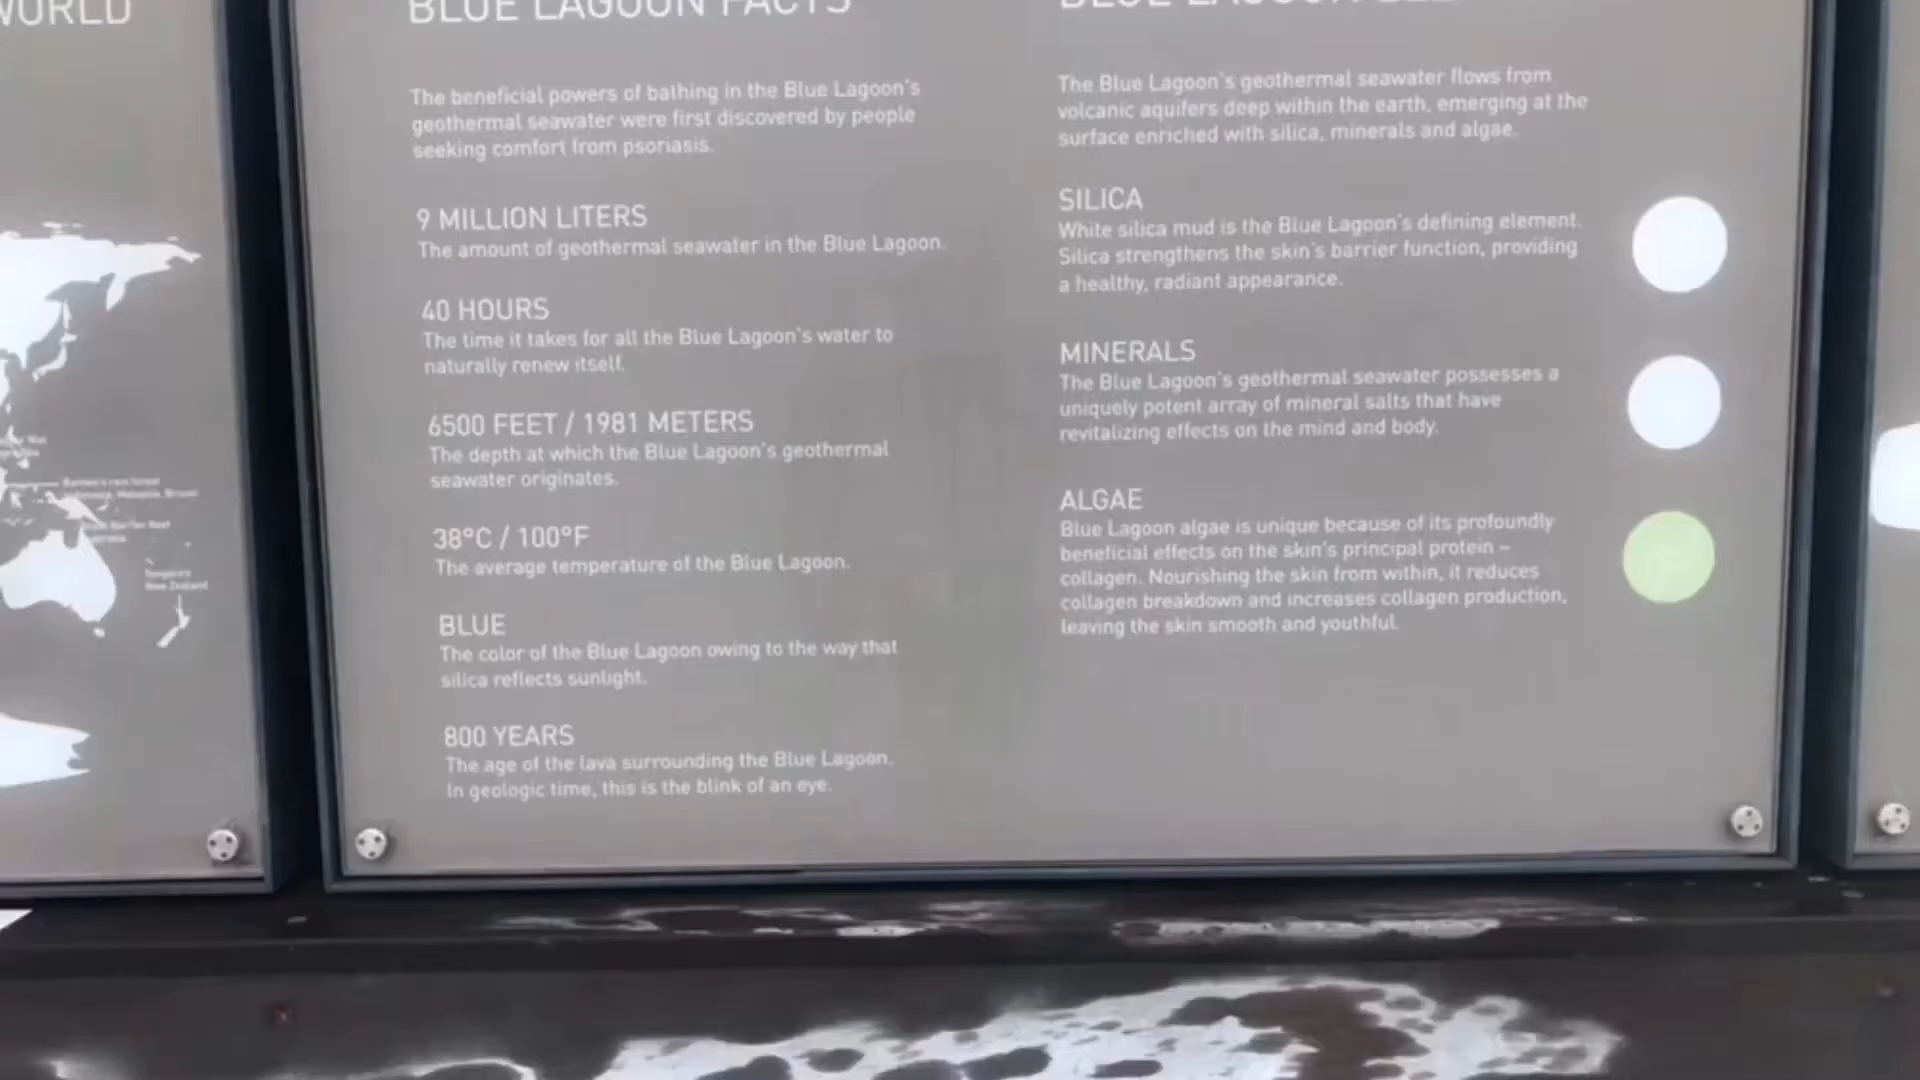 WORLD
BLUE LAGOON FACTS
The beneficial powers of bathing in the Blue Lagoon's
geothermal seawater were first discovered by people
seeking comfort from psoriasis.
9 MILLION LITERS
The amount of geothermal seawater in the Blue Lagoon.
40 HOURS
The time it takes for all the Blue Lagoon's water to
naturally renew itself.
6500 FEET / 1981 METERS
The depth at which the Blue Lagoon's geothermal
seawater originates.
38°C / 100°F
The average temperature of the Blue Lagoon.
BLUE
The color of the Blue Lagoon owing to the way that
silica reflects sunlight.
800 YEARS
The age of the lava surrounding the Blue Lagoon.
In geologic time, this is the blink of an eye.
BLUE LAGOON
The Blue Lagoon's geothermal seawater flows from
volcanic aquifers deep within the earth, emerging at the
surface enriched with silica, minerals and algae.
SILICA
White silica mud is the Blue Lagoon's defining element.
Silica strengthens the skin's barrier function, providing
a healthy, radiant appearance.
MINERALS
The Blue Lagoon's geothermal seawater possesses a
uniquely potent array of mineral salts that have
revitalizing effects on the mind and body.
ALGAE
Blue Lagoon algae is unique because of its profoundly
beneficial effects on the skin's principal protein –
collagen. Nourishing the skin from within, it reduces
collagen breakdown and increases collagen production,
leaving the skin smooth and youthful.
Barrier Reef
New Zealand